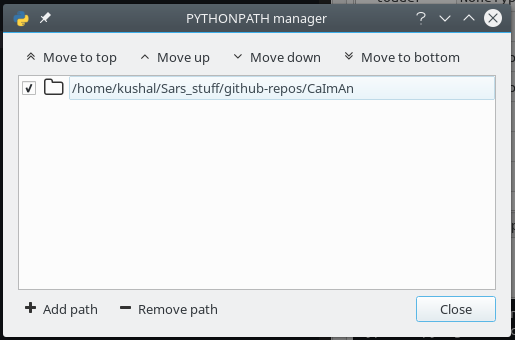 PYTHONPATH manager
Move to top Move up Move down Move to bottom
/home/kushal/Sars_stuff/github-repos/CaImAn
Add path Remove path Close